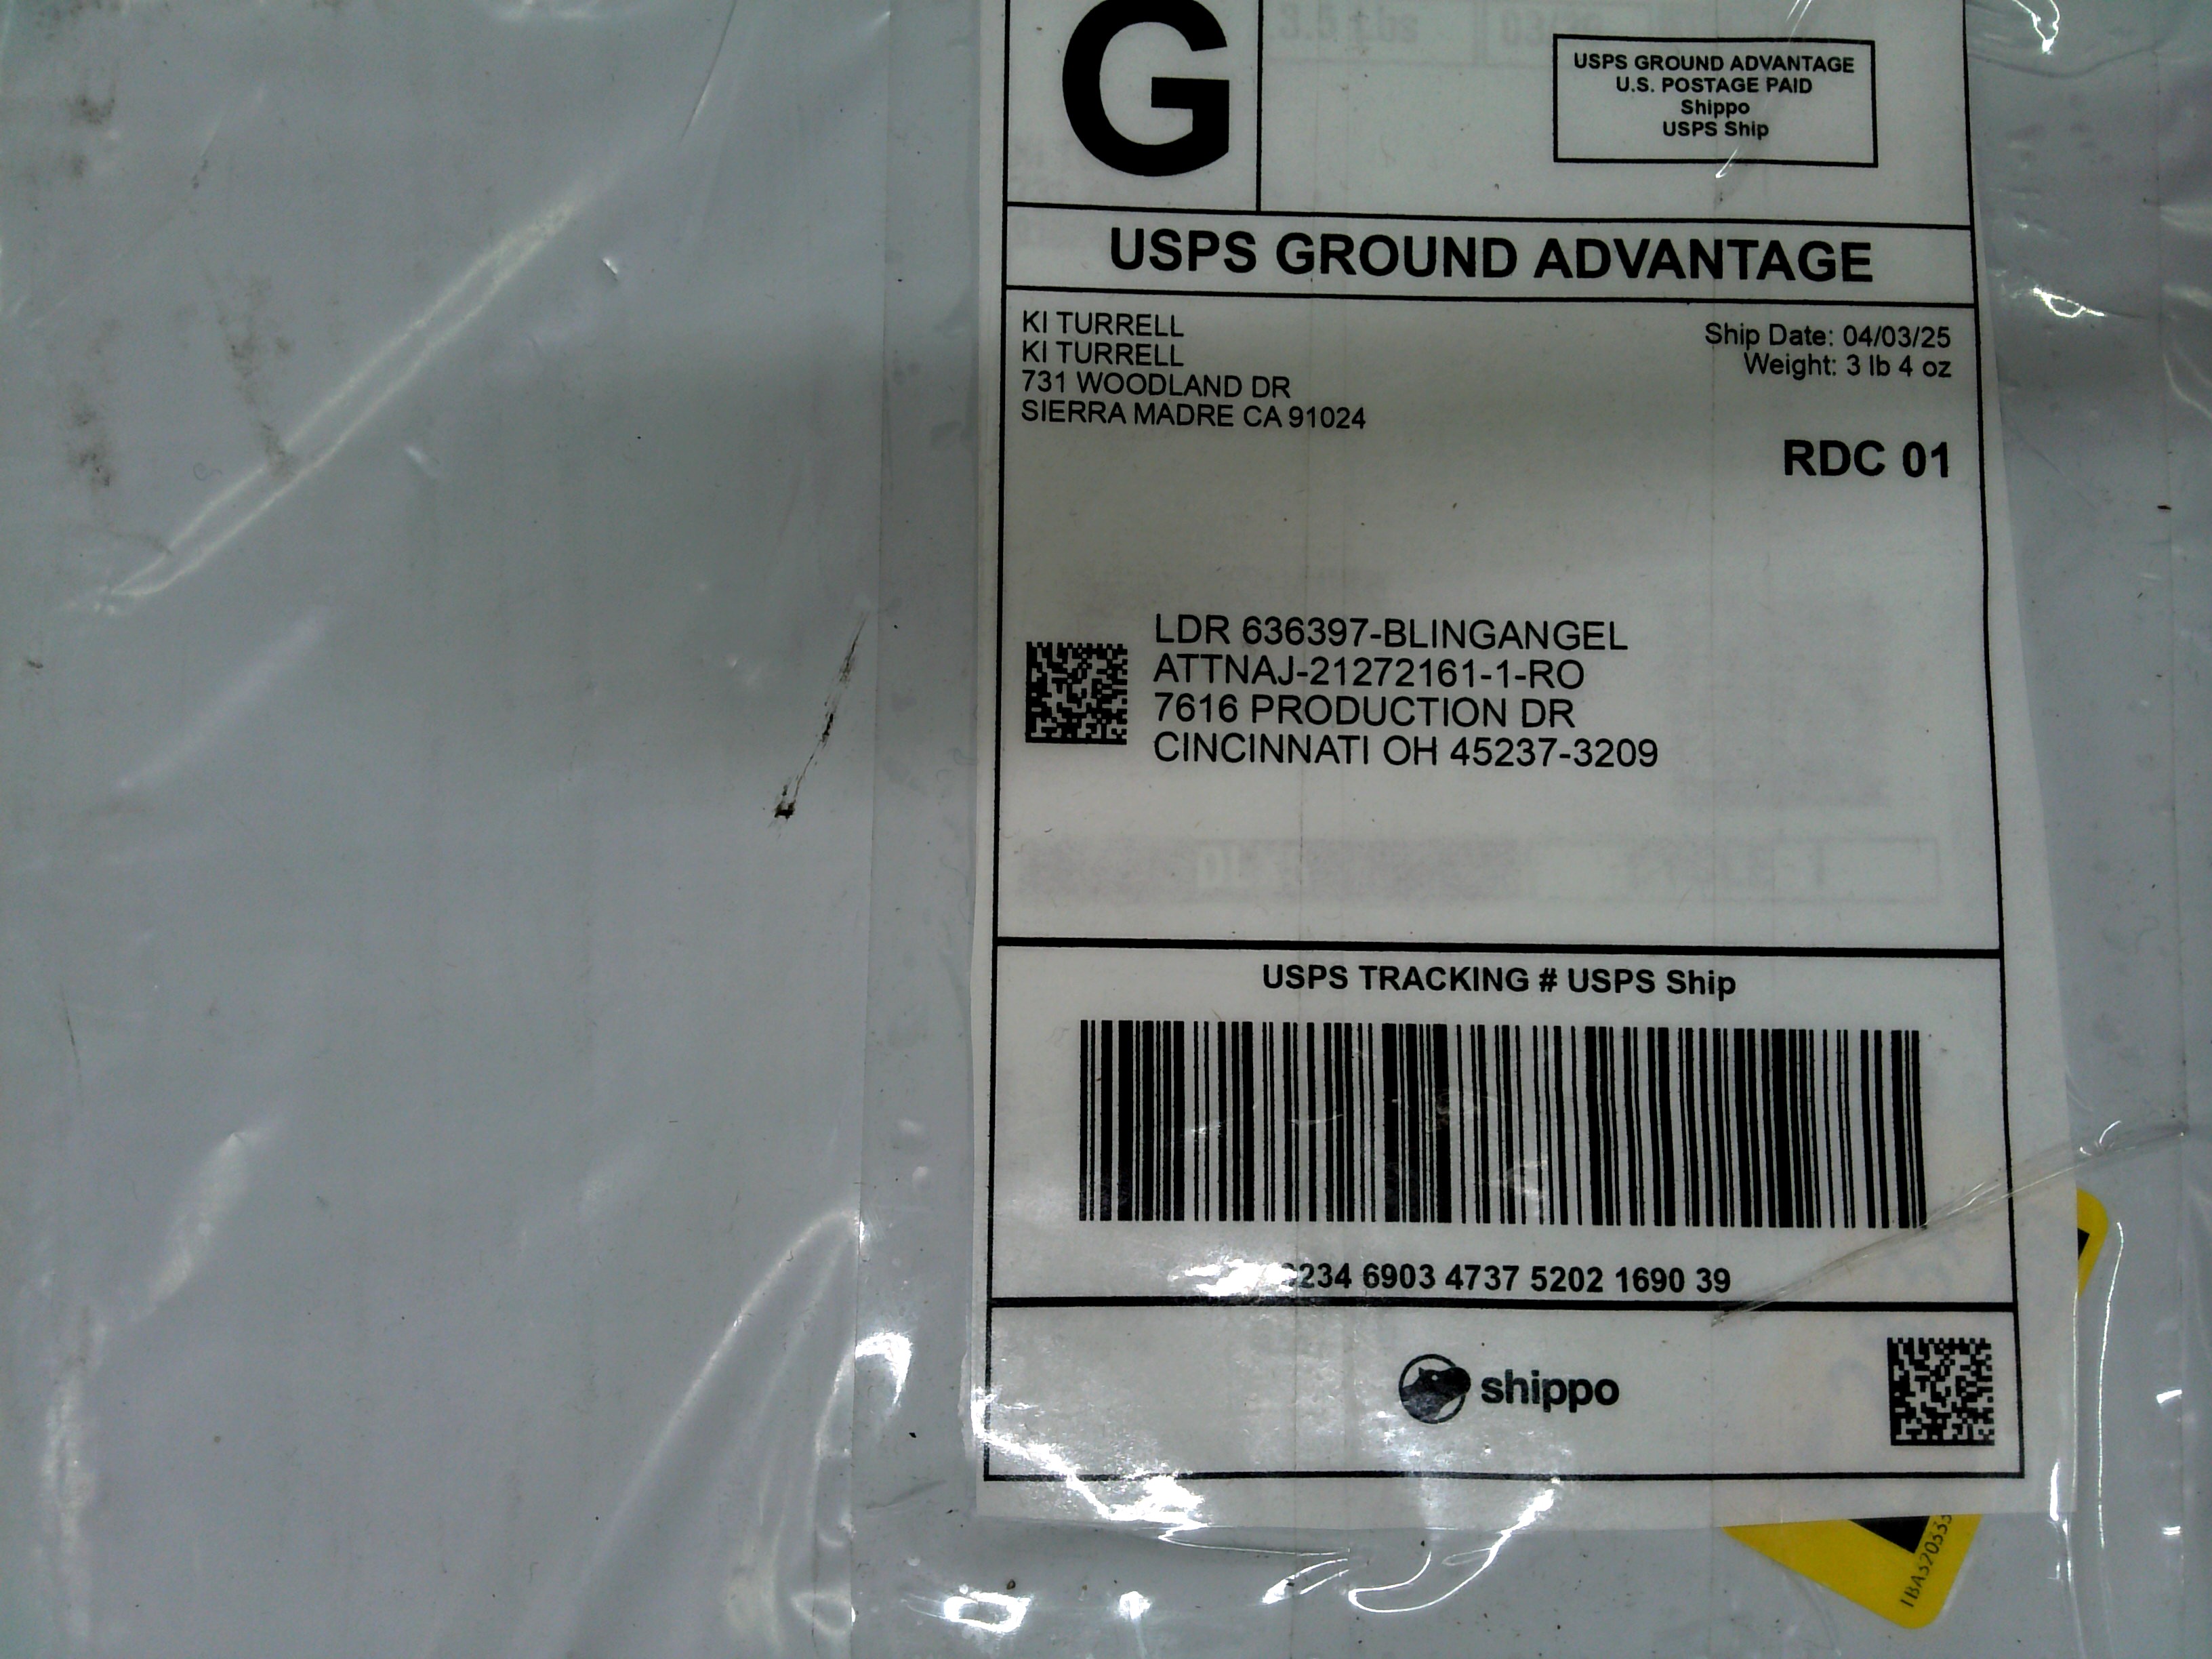 G
USPS GROUND ADVANTAGE
U.S. POSTAGE PAID
Shippo
USPS Ship
USPS GROUND ADVANTAGE
KI TURRELL
KI TURRELL
731 WOODLAND DR
SIERRA MADRE CA 91024
Ship Date: 04/03/25
Weight: 3 lb 4 oz
RDC 01
LDR 636397-BLINGANGEL
ATTNAJ-21272161-1-RO
7616 PRODUCTION DR
CINCINNATI OH 45237-3209
USPS TRACKING # USPS Ship
6903 4737 5202 1690 39
shippo